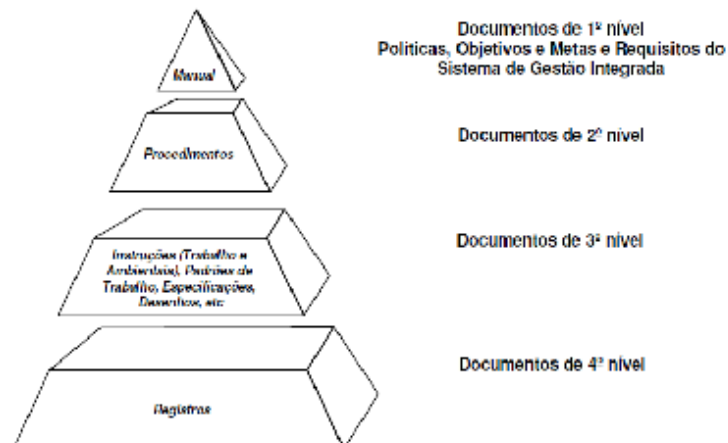 Documentos de 1º nível
Políticas, Objetivos e Metas e Requisitos do
Sistema de Gestão Integrada
Manual
Documentos de 2º nível
Procedimentos
Documentos de 3º nível
Instruções (Trabalho e
Ambientais), Padrões de
Trabalho, Especificações,
Desenhos, etc
Documentos de 4º nível
Registros